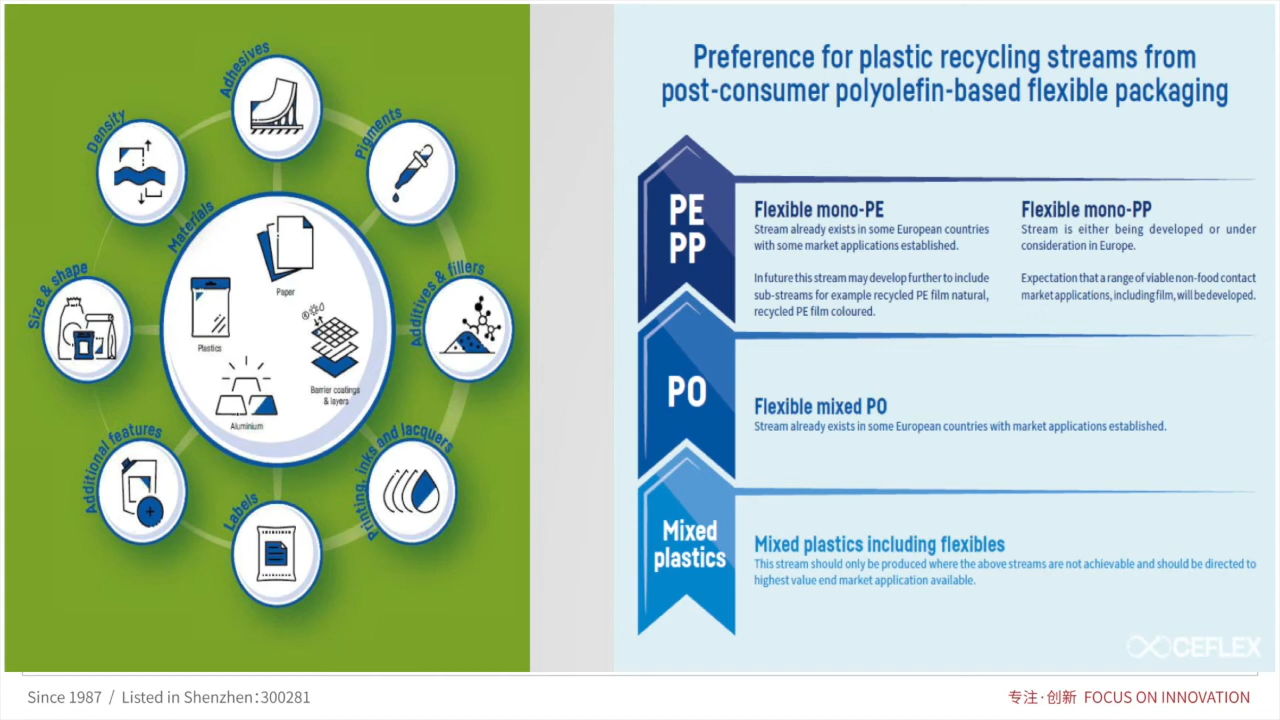 Adhesives
Density
Pigments
Materials
Paper
Size & shape
Additives & fillers
Plastics
Barrier coatings
& layers
Aluminium
Additional features
Printing, inks and lacquers
Labels
Preference for plastic recycling streams from
post-consumer polyolefin-based flexible packaging
PE
PP
Flexible mono-PE
Stream already exists in some European countries
with some market applications established.
In future this stream may develop further to include
sub-streams for example recycled PE film natural,
recycled PE film coloured.
Flexible mono-PP
Stream is either being developed or under
consideration in Europe.
Expectation that a range of viable non-food contact
market applications, including film, will be developed.
PO
Flexible mixed PO
Stream already exists in some European countries with market applications established.
Mixed
plastics
Mixed plastics including flexibles
This stream should only be produced where the above streams are not achievable and should be directed to
highest value end market application available.
CEFLEX
Since 1987 / Listed in Shenzhen:300281
专注·创新 FOCUS ON INNOVATION